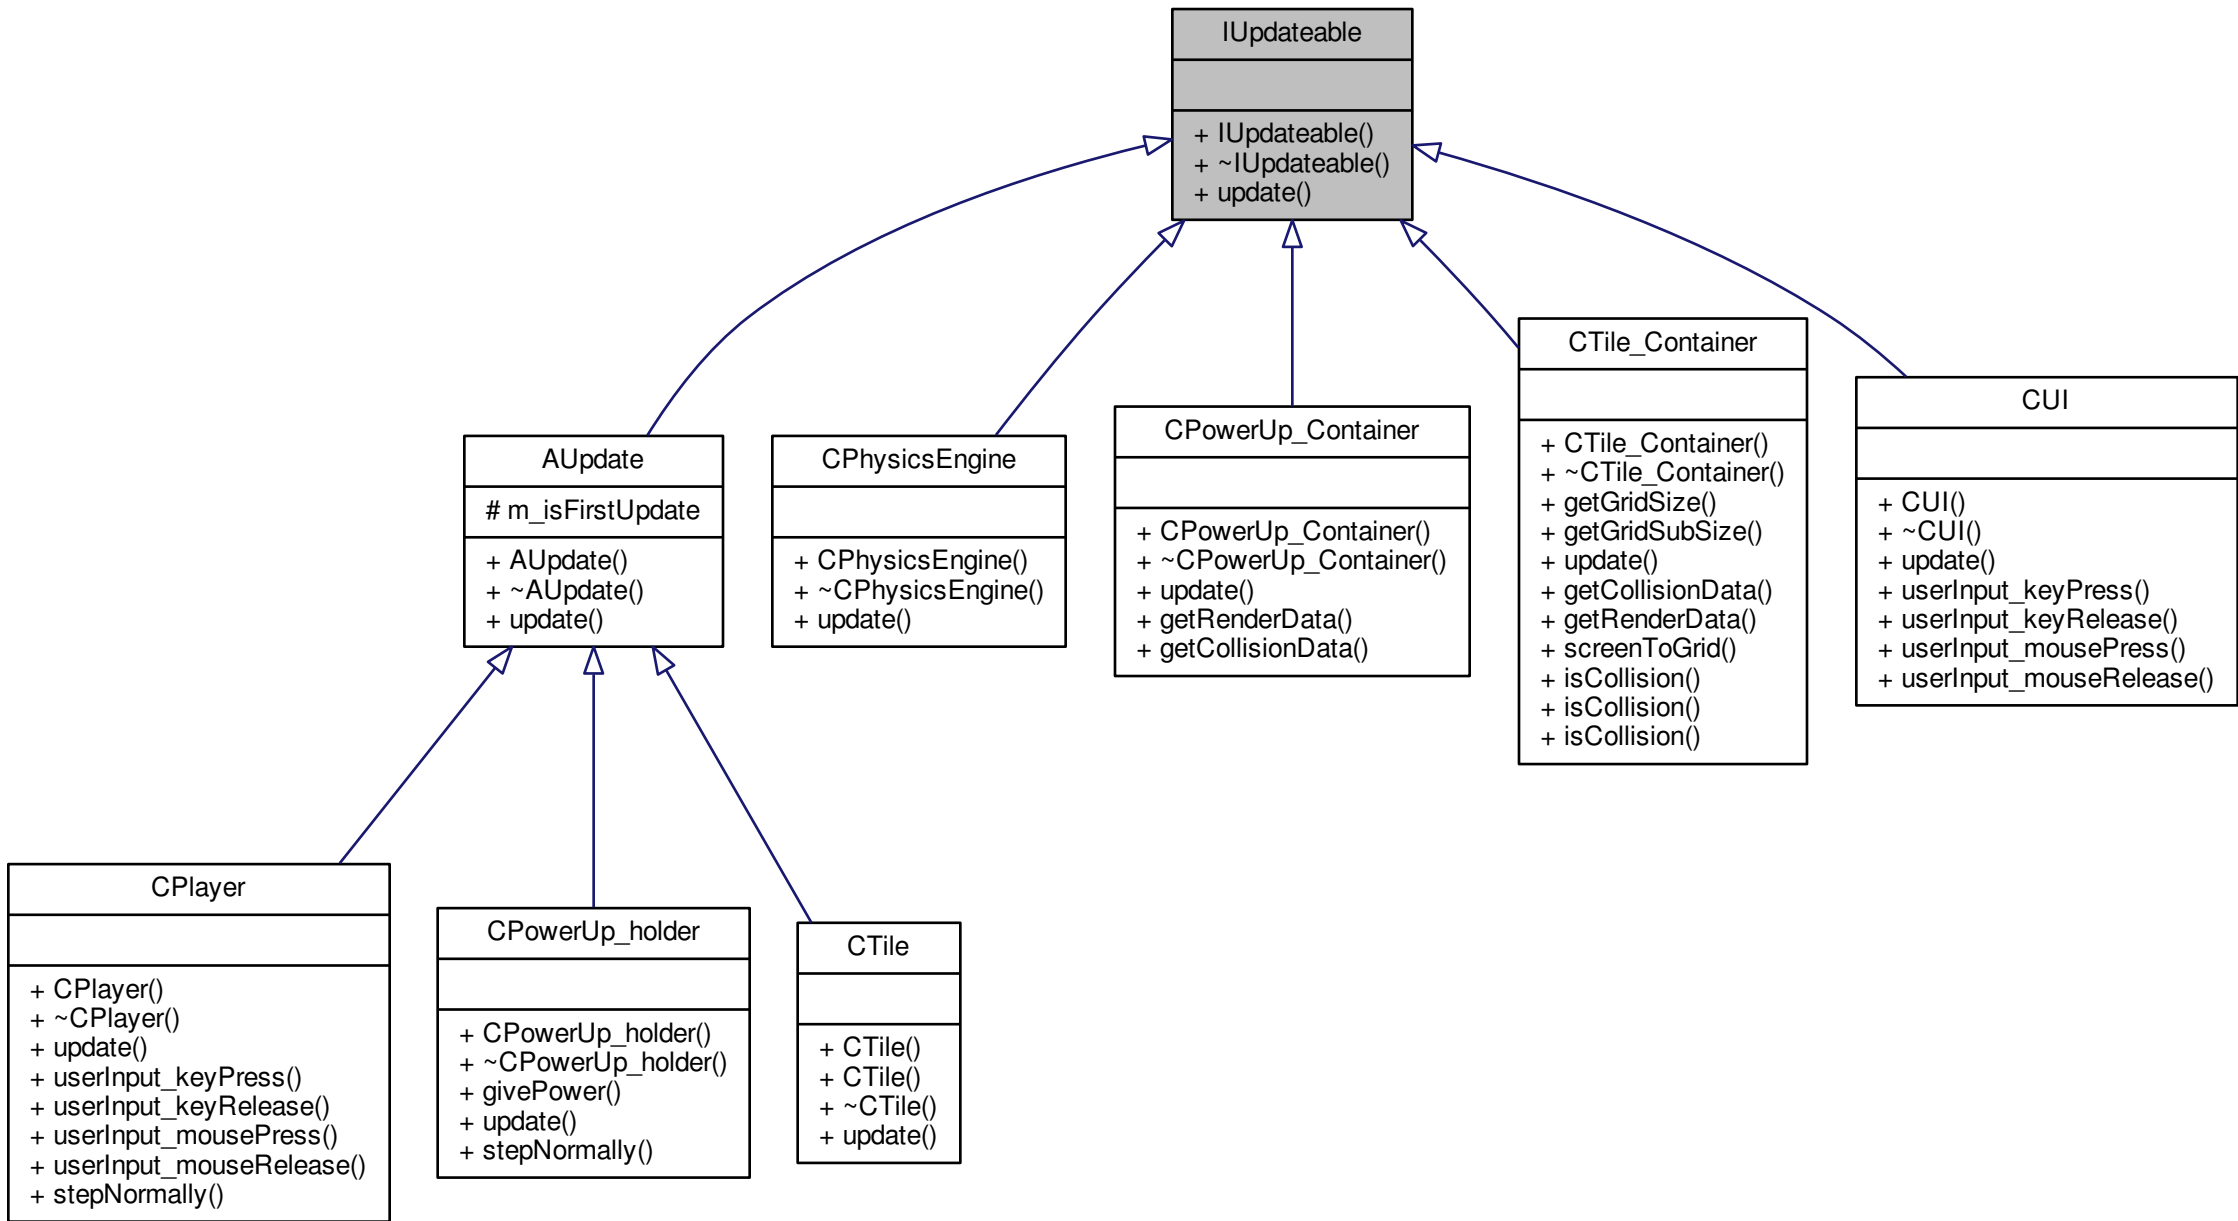 IUpdateable
+ IUpdateable()
+ ~IUpdateable()
+ update()
AUpdate
# m_isFirstUpdate
+ AUpdate()
+ ~AUpdate()
+ update()
CPhysicsEngine
+ CPhysicsEngine()
+ ~CPhysicsEngine()
+ update()
CPowerUp_Container
+ CPowerUp_Container()
+ ~CPowerUp_Container()
+ update()
+ getRenderData()
+ getCollisionData()
CTile_Container
+ CTile_Container()
+ ~CTile_Container()
+ getGridSize()
+ getGridSubSize()
+ update()
+ getCollisionData()
+ getRenderData()
+ screenToGrid()
+ isCollision()
+ isCollision()
+ isCollision()
CUI
+ CUI()
+ ~CUI()
+ update()
+ userInput_keyPress()
+ userInput_keyRelease()
+ userInput_mousePress()
+ userInput_mouseRelease()
CPlayer
+ CPlayer()
+ ~CPlayer()
+ update()
+ userInput_keyPress()
+ userInput_keyRelease()
+ userInput_mousePress()
+ userInput_mouseRelease()
+ stepNormally()
CPowerUp_holder
+ CPowerUp_holder()
+ ~CPowerUp_holder()
+ givePower()
+ update()
+ stepNormally()
CTile
+ CTile()
+ CTile()
+ ~CTile()
+ update()